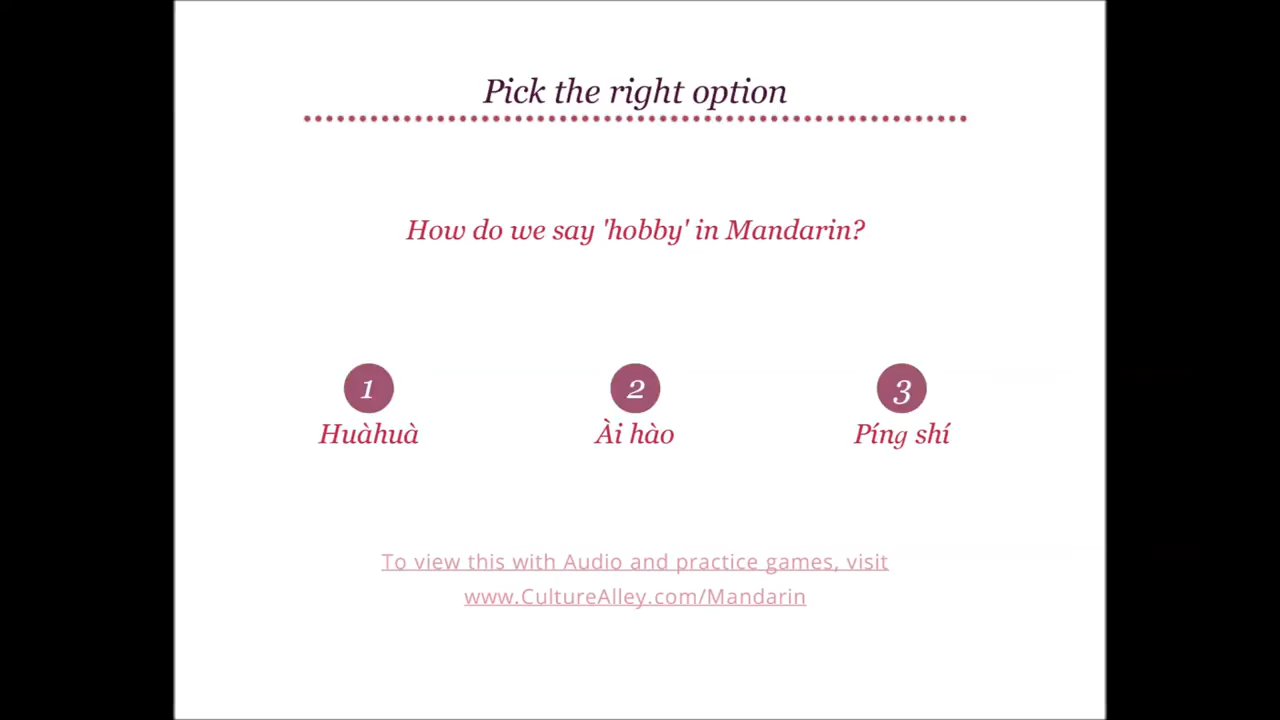 Pick the right option
How do we say 'hobby' in Mandarin?
1
2
3
Huàhuà
Ài hào
Píng shí
To view this with Audio and practice games, visit
www.CultureAlley.com/Mandarin